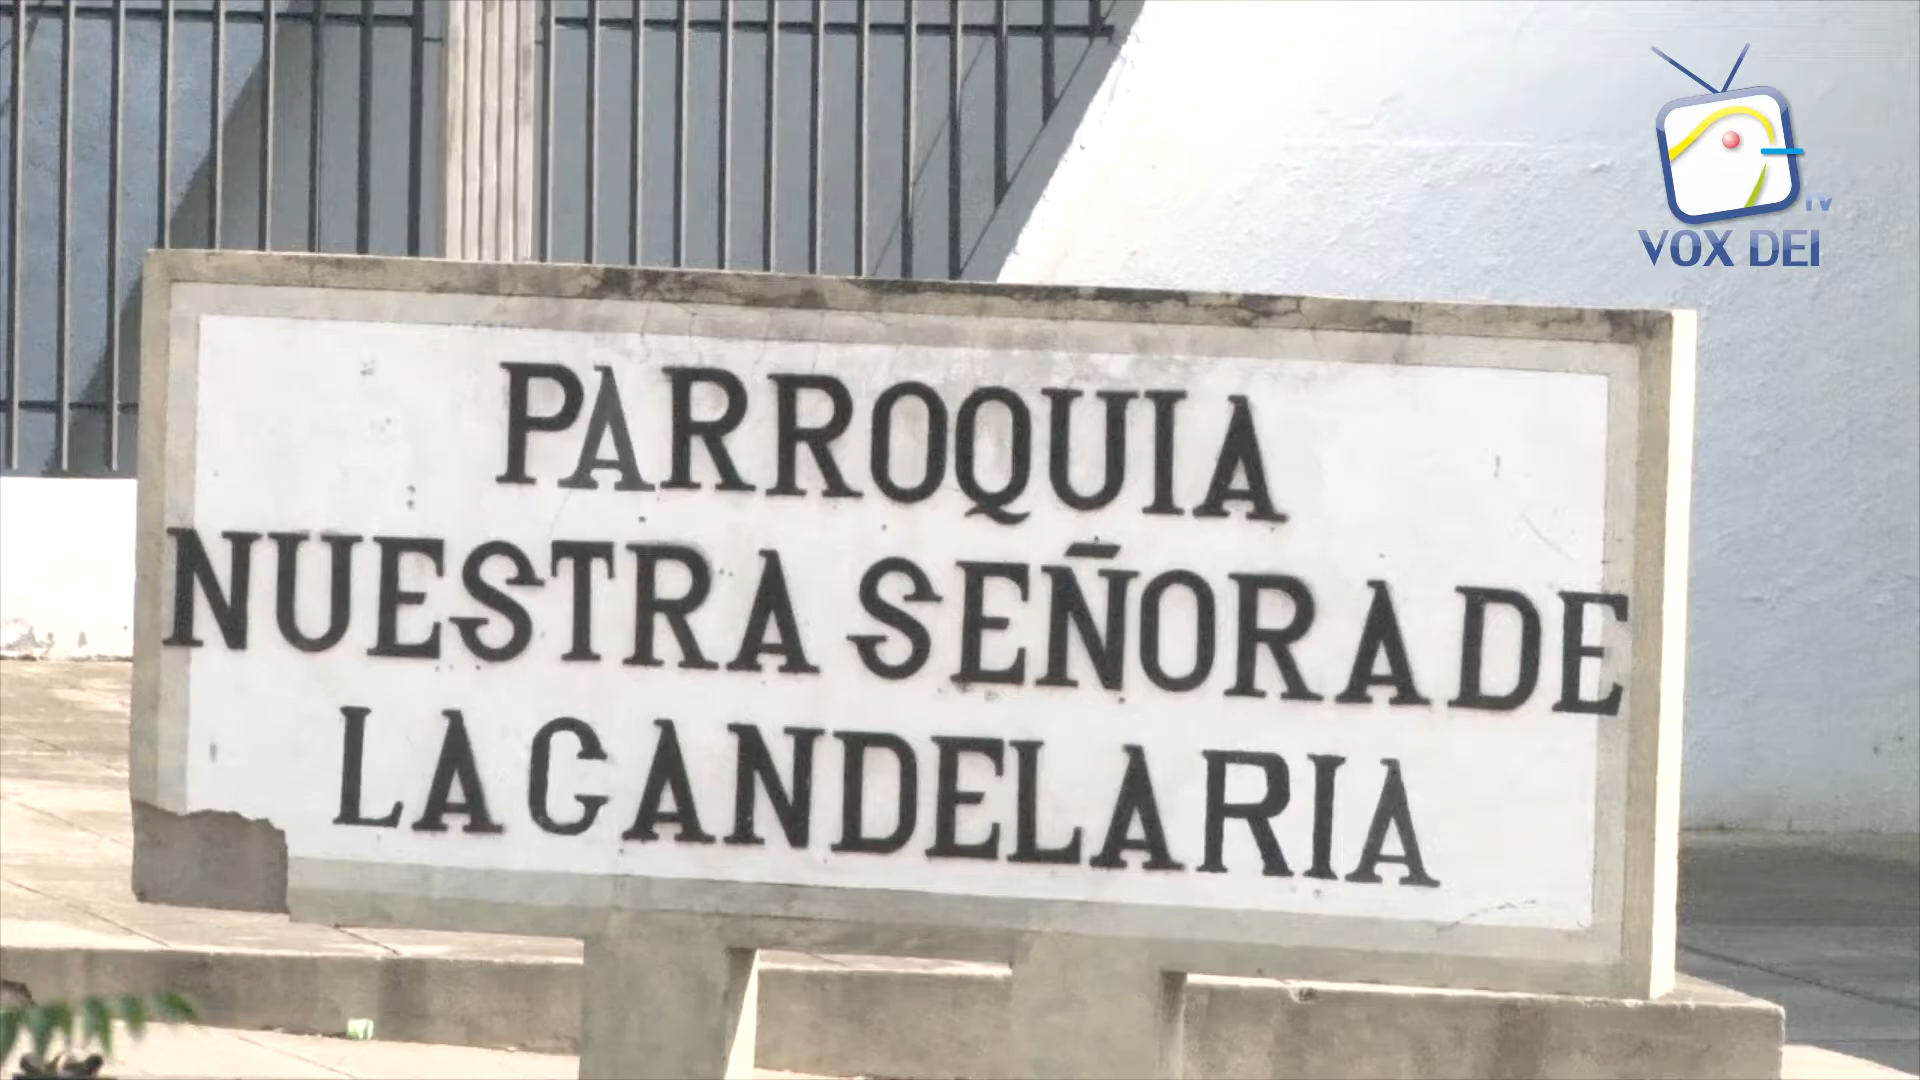 TV
VOX DEI
PARROQUIA
NUESTRA SEÑORA DE
LA CANDELARIA